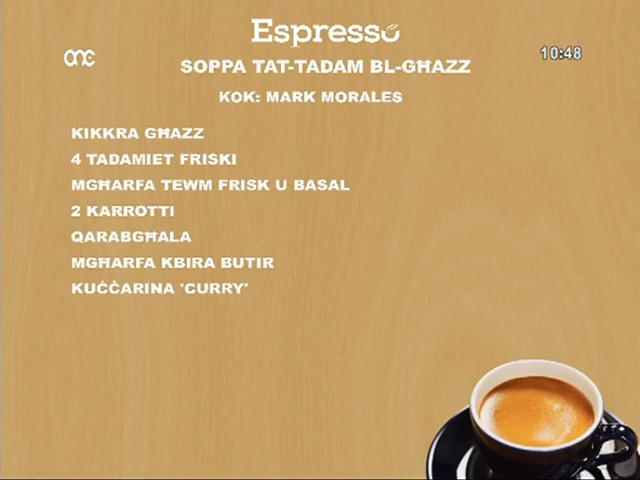 Espresso
one
10:48
SOPPA TAT-TADAM BL-GĦAZZ
KOK: MARK MORALES
KIKKRA GĦAZZ
4 TADAMIET FRISKI
MGĦARFA TEWM FRISK U BASAL
2 KARROTTI
QARABGĦALA
MGĦARFA KBIRA BUTIR
KUĊĊARINA 'CURRY'